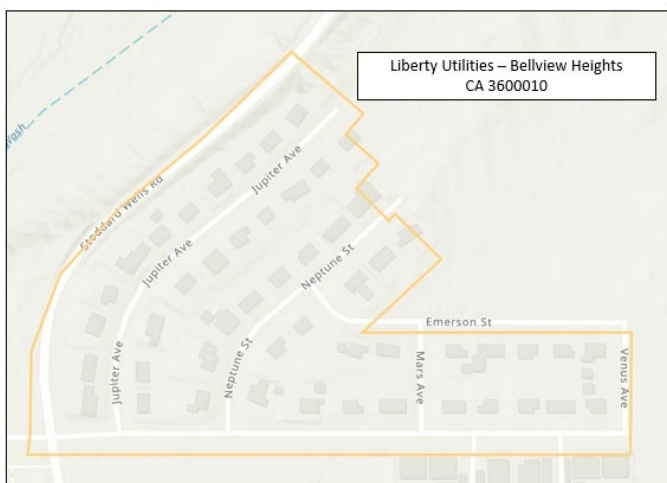 Liberty Utilities – Bellview Heights
CA 3600010
Wash
Stoddard Wells Rd
Jupiter Ave
Jupiter Ave
Neptune St
Emerson St
Jupiter Ave
Neptune St
Mars Ave
Venus Ave